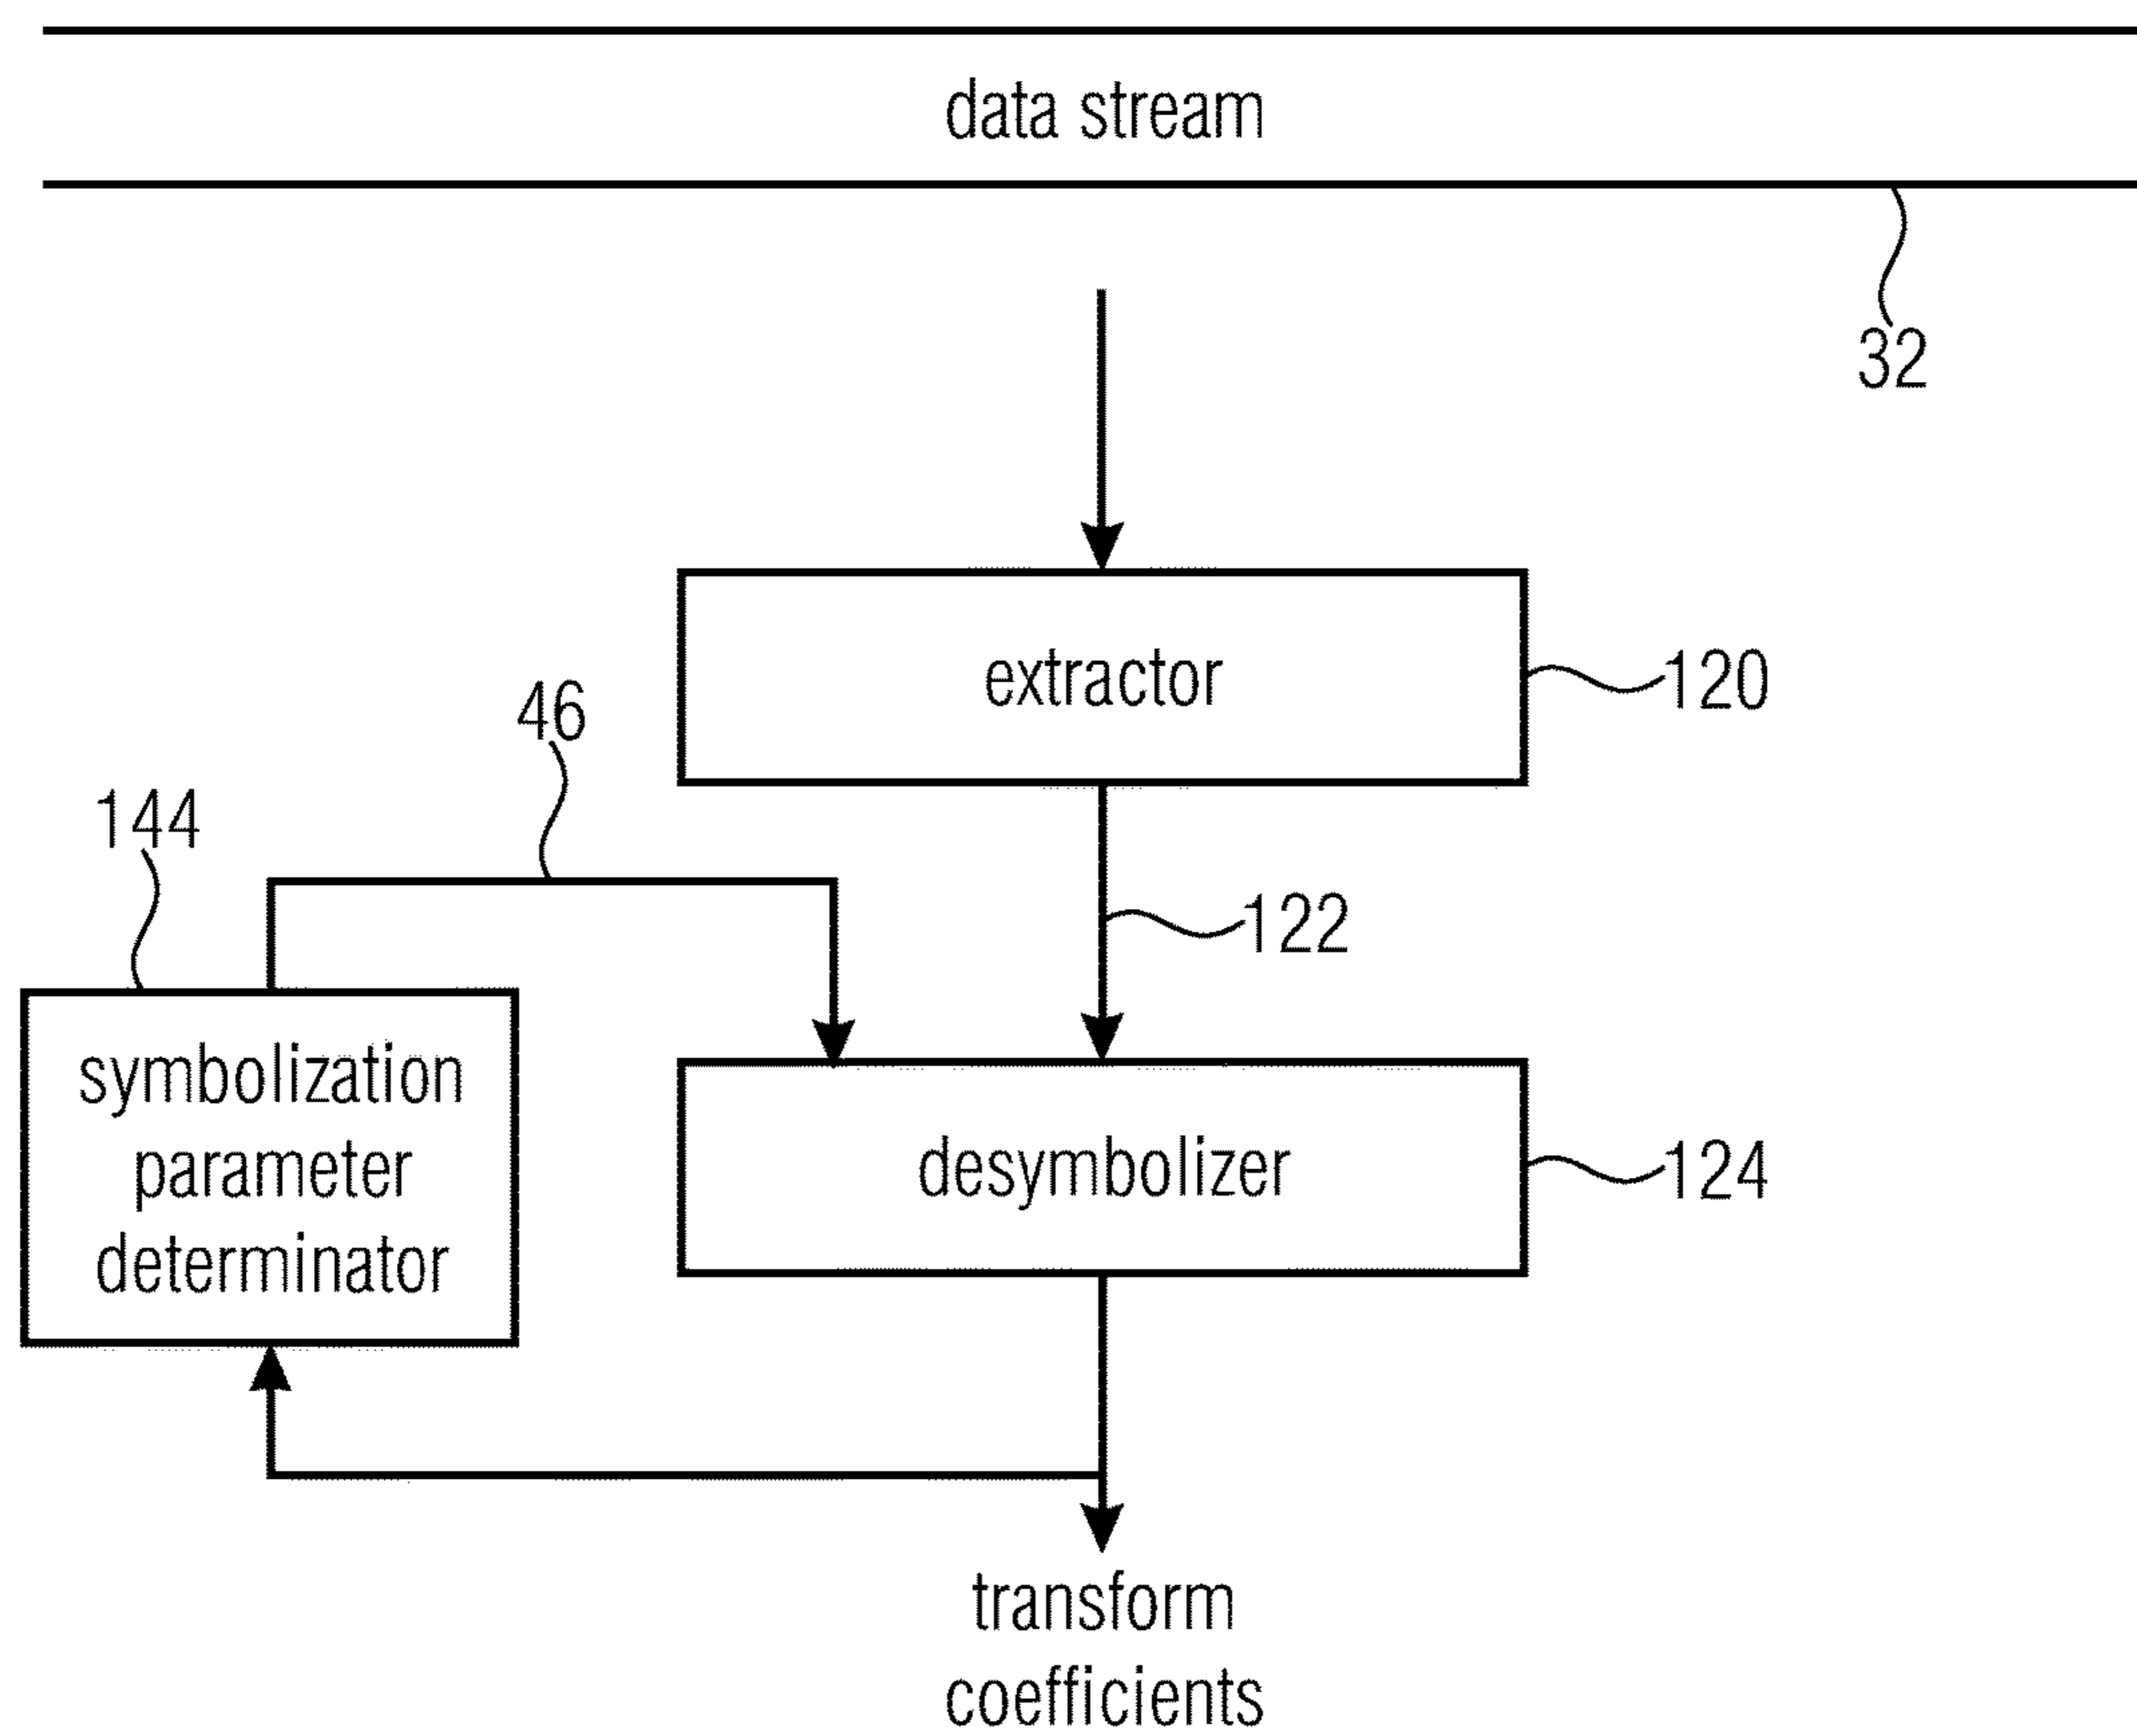 data stream
32
extractor
120
46
144
122
symbolization
parameter
determinator
desymbolizer
124
transform
coefficients